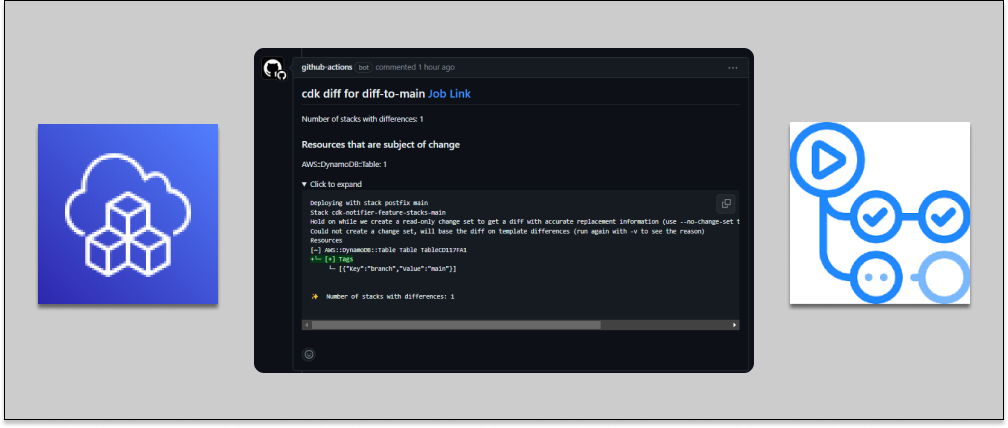 github-actions bot commented 1 hour ago
cdk diff for diff-to-main Job Link
Number of stacks with differences: 1
Resources that are subject of change
AWS::DynamoDB::Table: 1
▼ Click to expand
Deploying with stack postfix main
Stack cdk-notifier-feature-stacks-main
Hold on while we create a read-only change set to get a diff with accurate replacement information (use --no-change-set t
Could not create a change set, will base the diff on template differences (run again with -v to see the reason)
Resources
[~] AWS::DynamoDB::Table Table TableCD117FA1
+└─ [+] Tags
└─ [{"Key":"branch","Value":"main"}]
✨ Number of stacks with differences: 1